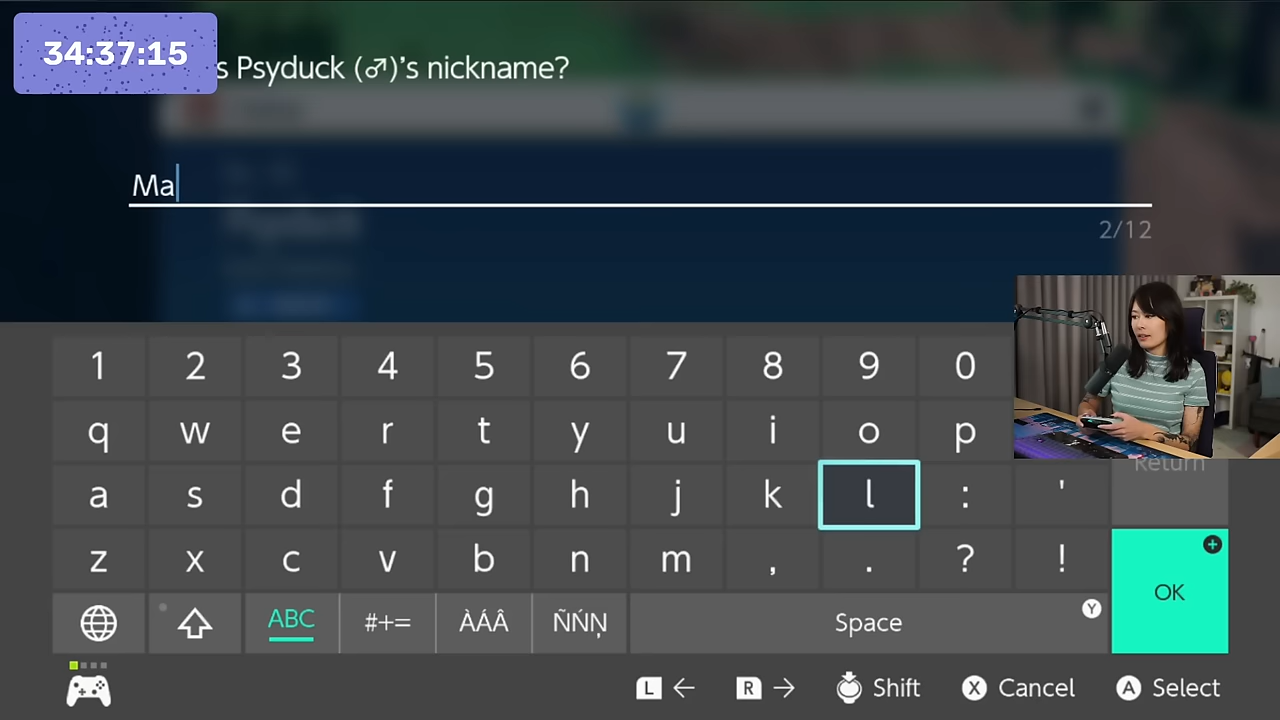 34:37:15
s Psyduck (♂)'s nickname?
Ma
2/12
1 2 3 4 5 6 7 8 9 0
q w e r t y u i o p
Return
a s d f g h j k l : '
z x c v b n m , . ? !
OK
ABC #+= ÀÁÂ ÑŃŅ Space Y
L ← R → Shift X Cancel A Select